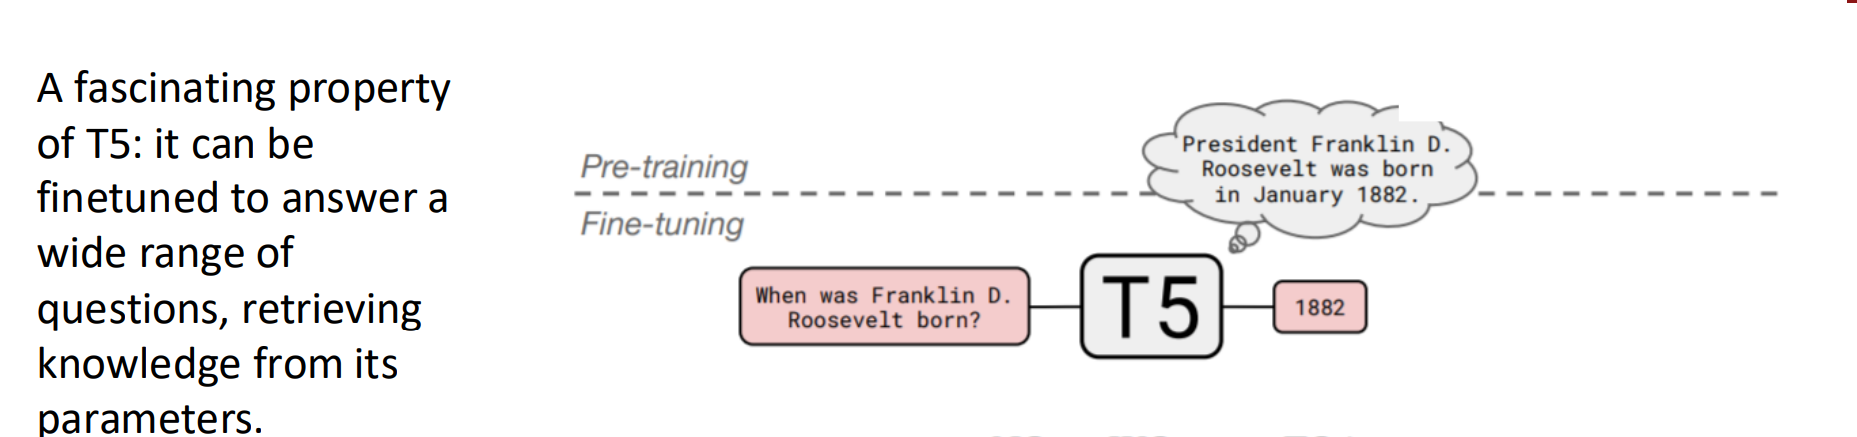 A fascinating property
of T5: it can be
finetuned to answer a
wide range of
questions, retrieving
knowledge from its
parameters.
Pre-training
Fine-tuning
President Franklin D.
Roosevelt was born
in January 1882.
When was Franklin D.
Roosevelt born?
T5
1882